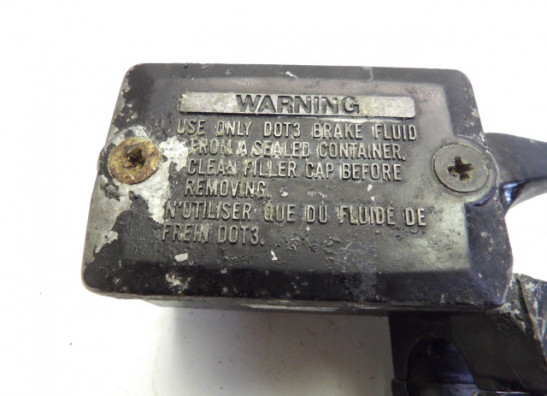 WARNING
USE ONLY DOT3 BRAKE FLUID
FROM A SEALED CONTAINER.
CLEAN FILLER CAP BEFORE
REMOVING.
N'UTILISER QUE DU FLUIDE DE
FREIN DOT3.